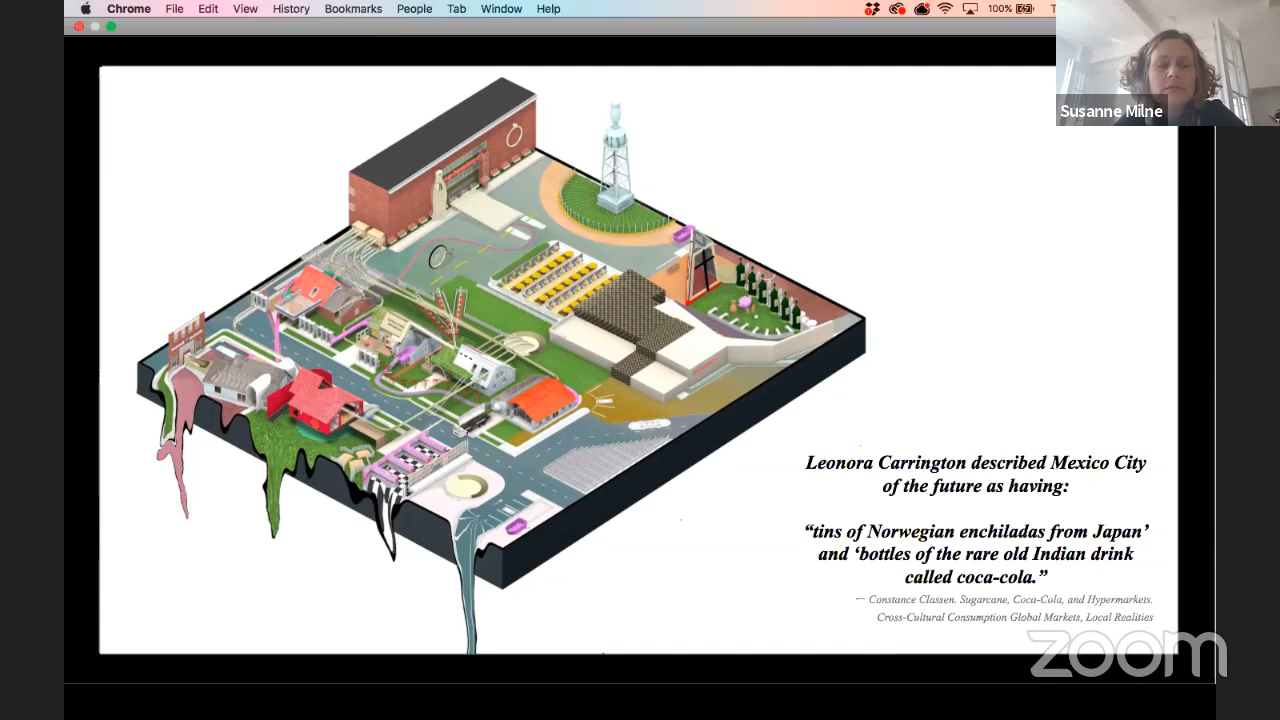 Chrome File Edit View History Bookmarks People Tab Window Help 100%
Susanne Milne
Leonora Carrington described Mexico City
of the future as having:
“tins of Norwegian enchiladas from Japan’
and ‘bottles of the rare old Indian drink
called coca-cola.”
— Constance Classen. Sugarcane, Coca-Cola, and Hypermarkets.
Cross-Cultural Consumption Global Markets, Local Realities
zoom